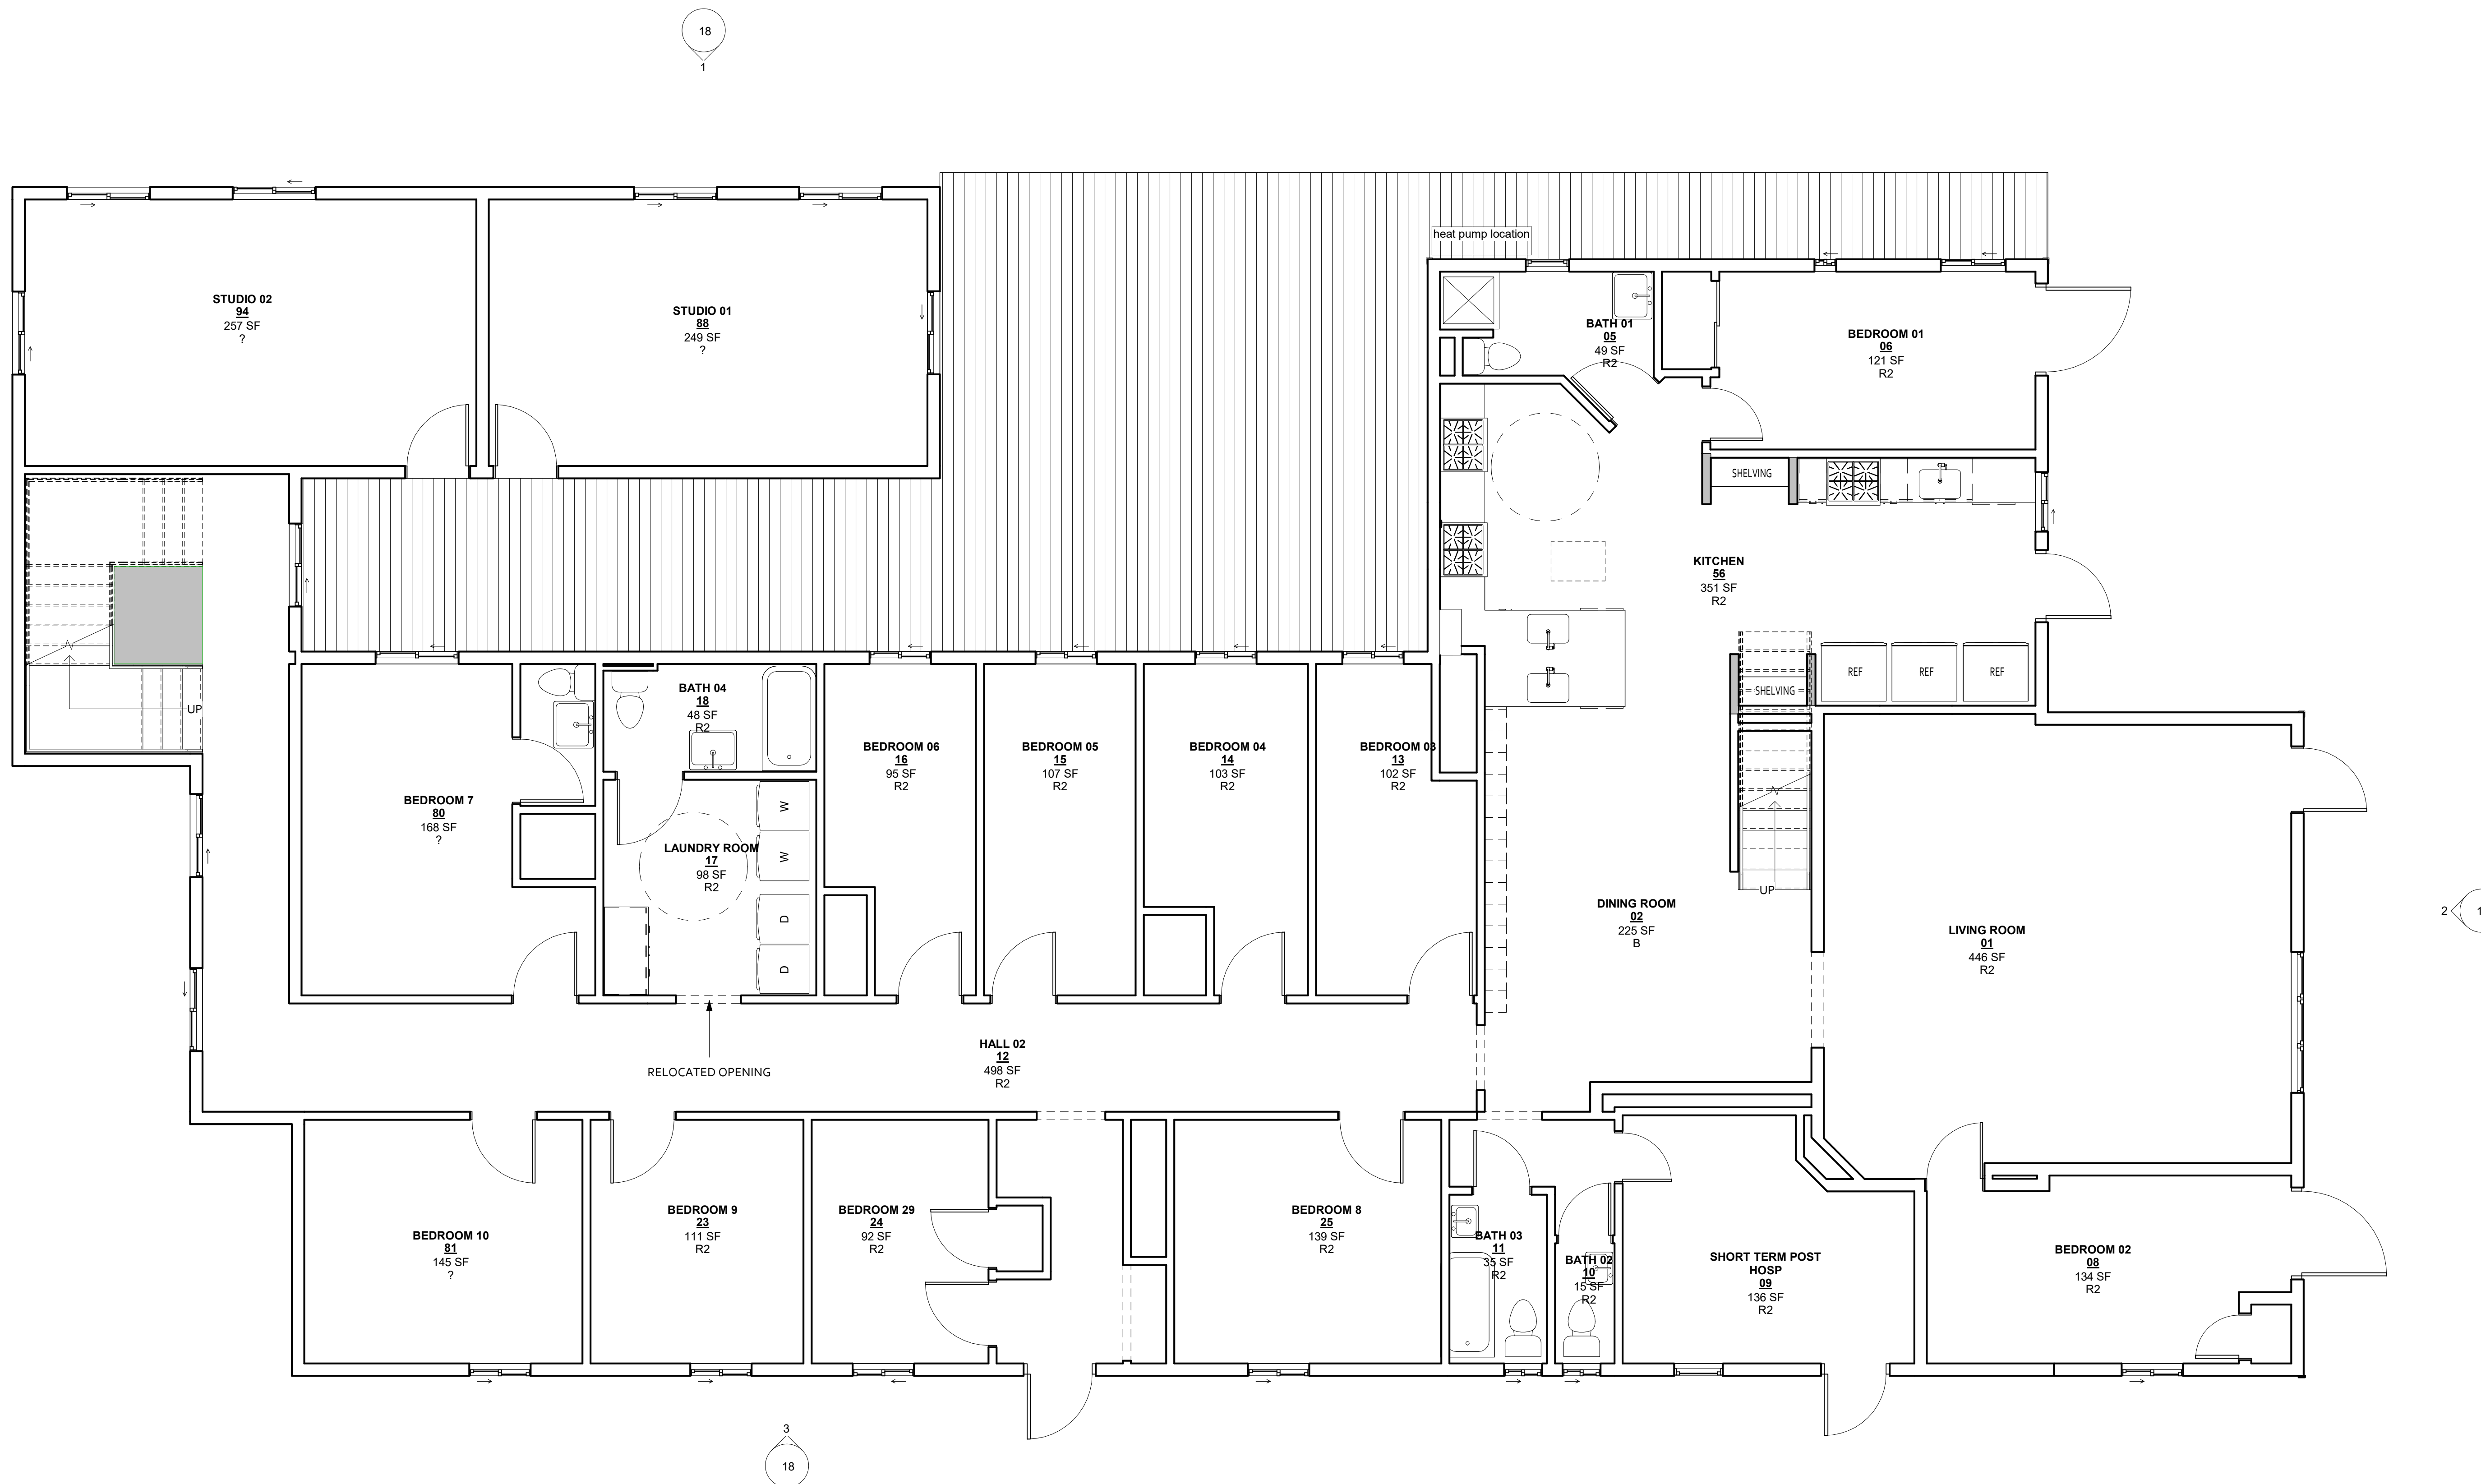 18
1
heat pump location
STUDIO 02
94
257 SF
?
STUDIO 01
88
249 SF
?
BATH 01
05
49 SF
R2
BEDROOM 01
06
121 SF
R2
SHELVING
KITCHEN
56
351 SF
R2
REF
REF
REF
SHELVING
UP
BATH 04
18
48 SF
R2
BEDROOM 7
80
168 SF
?
LAUNDRY ROOM
17
98 SF
R2
W
W
D
D
BEDROOM 06
16
95 SF
R2
BEDROOM 05
15
107 SF
R2
BEDROOM 04
14
103 SF
R2
BEDROOM 03
13
102 SF
R2
UP
DINING ROOM
02
225 SF
B
LIVING ROOM
01
446 SF
R2
2
1
HALL 02
12
498 SF
R2
RELOCATED OPENING
BEDROOM 10
81
145 SF
?
BEDROOM 9
23
111 SF
R2
BEDROOM 29
24
92 SF
R2
BEDROOM 8
25
139 SF
R2
BATH 03
11
35 SF
R2
BATH 02
10
15 SF
R2
SHORT TERM POST
HOSP
09
136 SF
R2
BEDROOM 02
08
134 SF
R2
3
18